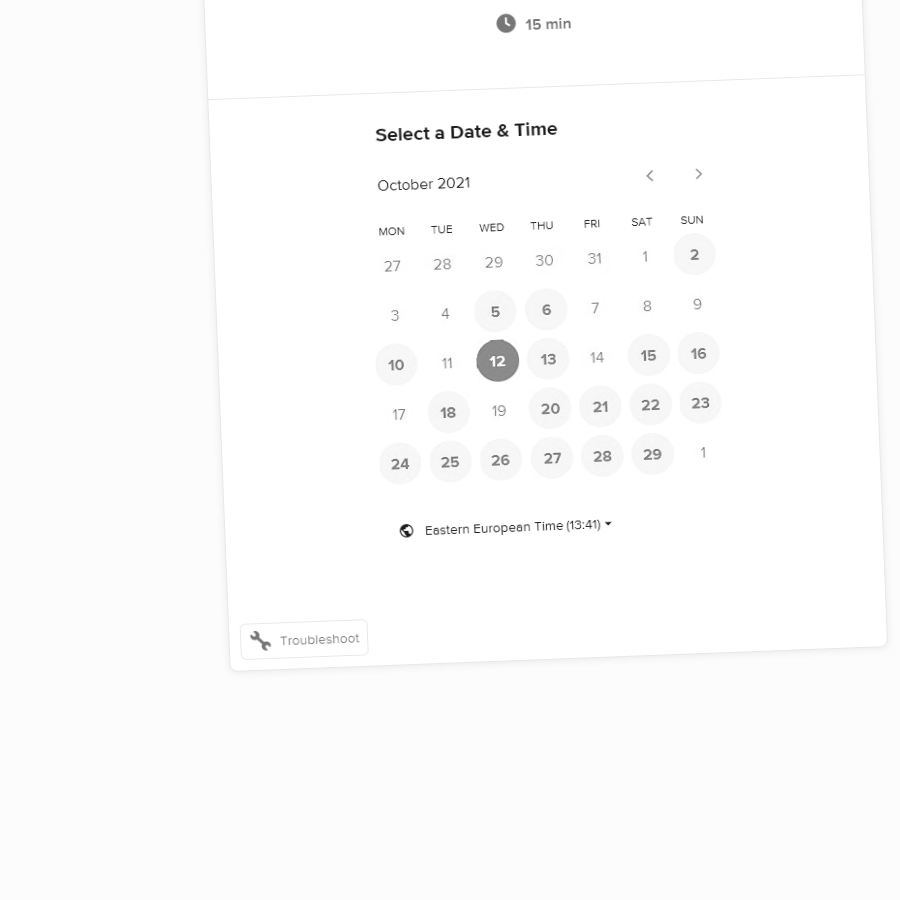 15 min
Select a Date & Time
October 2021
MON TUE WED THU FRI SAT SUN
27 28 29 30 31 1 2
3 4 5 6 7 8 9
10 11 12 13 14 15 16
17 18 19 20 21 22 23
24 25 26 27 28 29 1
Eastern European Time (13:41)
Troubleshoot